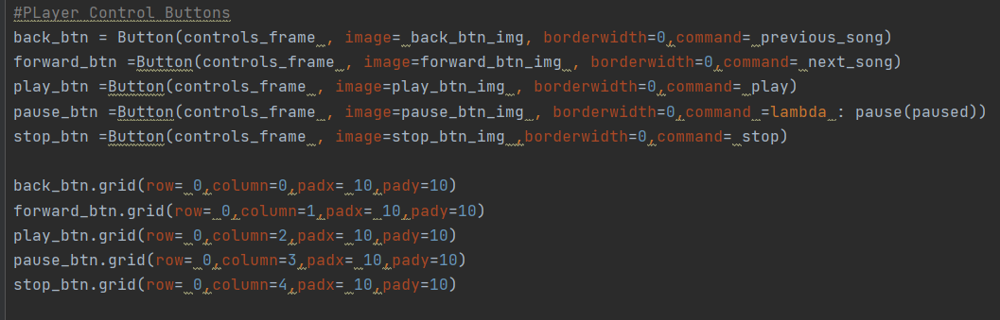 #PLayer Control Buttons
back_btn = Button(controls_frame , image= back_btn_img, borderwidth=0,command= previous_song)
forward_btn =Button(controls_frame , image=forward_btn_img , borderwidth=0,command= next_song)
play_btn =Button(controls_frame , image=play_btn_img , borderwidth=0,command= play)
pause_btn =Button(controls_frame , image=pause_btn_img , borderwidth=0,command =lambda : pause(paused))
stop_btn =Button(controls_frame , image=stop_btn_img ,borderwidth=0,command= stop)
back_btn.grid(row= 0,column=0,padx= 10,pady=10)
forward_btn.grid(row= 0,column=1,padx= 10,pady=10)
play_btn.grid(row= 0,column=2,padx= 10,pady=10)
pause_btn.grid(row= 0,column=3,padx= 10,pady=10)
stop_btn.grid(row= 0,column=4,padx= 10,pady=10)